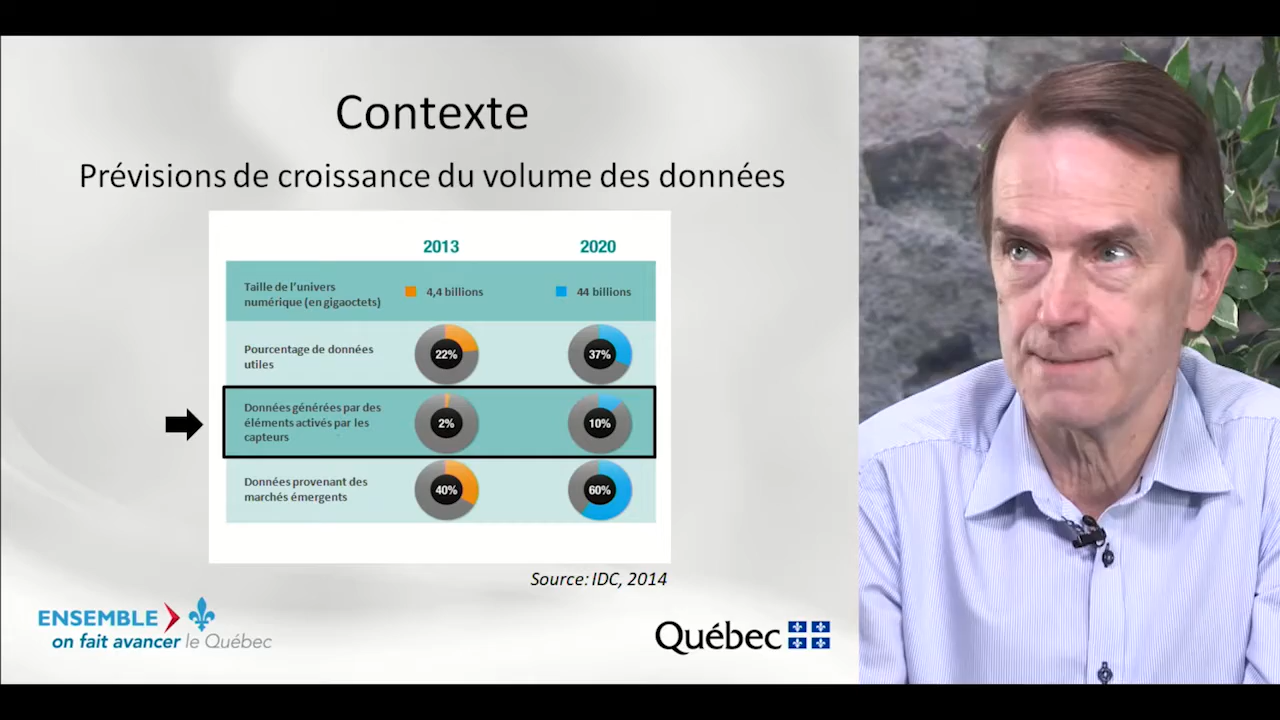 Contexte
Prévisions de croissance du volume des données
2013 2020
Taille de l'univers
numérique (en gigaoctets)
4,4 billions
44 billions
Pourcentage de données
utiles
22%
37%
Données générées par des
éléments activés par les
capteurs
2%
10%
Données provenant des
marchés émergents
40%
60%
Source: IDC, 2014
ENSEMBLE
on fait avancer le Québec
Québec